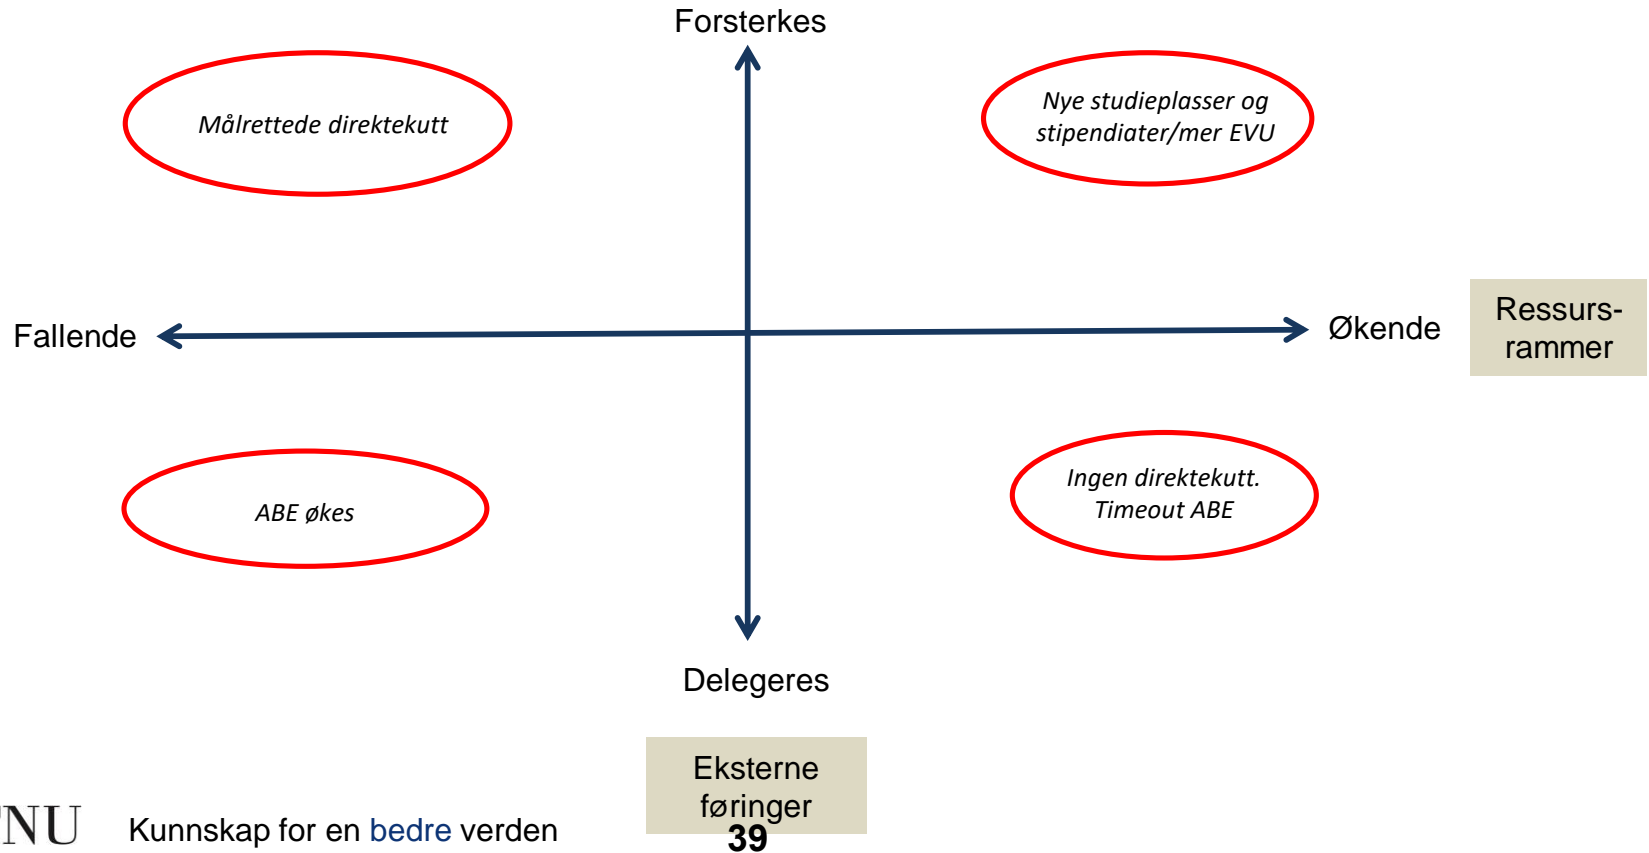 Forsterkes
Målrettede direktekutt
Nye studieplasser og
stipendiater/mer EVU
Fallende
Økende
Ressurs-
rammer
ABE økes
Ingen direktekutt.
Timeout ABE
Delegeres
Eksterne
føringer
NU
Kunnskap for en bedre verden
39